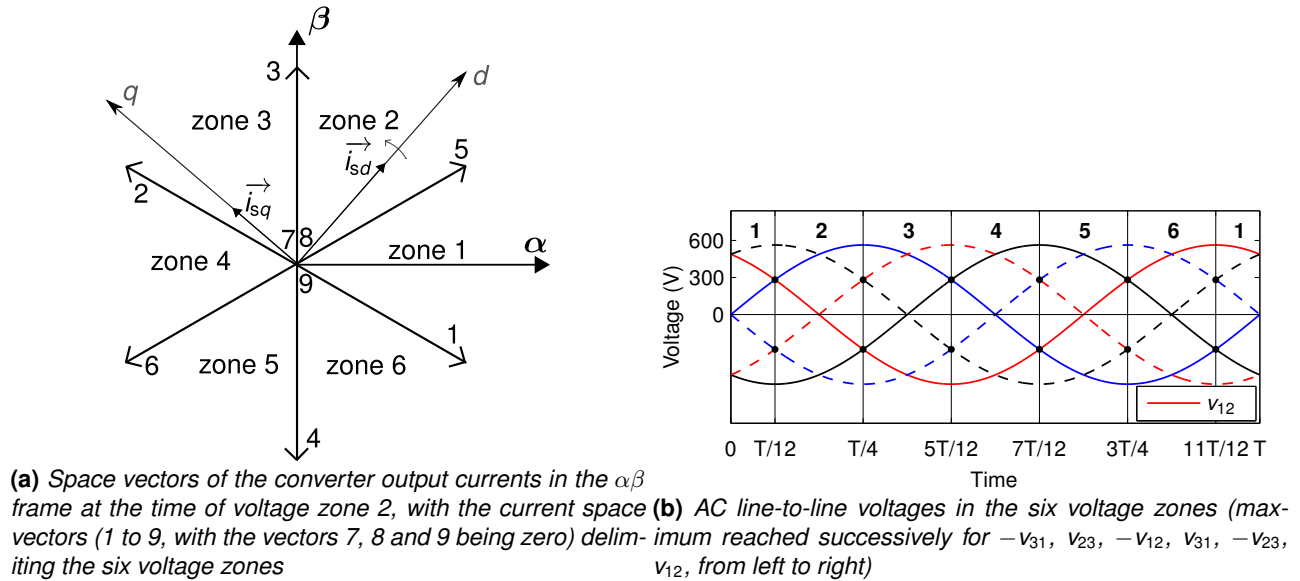 β
3
d
q
zone 3
zone 2
5
i_sd
2
i_sq
7
8
zone 1
α
zone 4
9
1
6
zone 5
zone 6
4
(a) Space vectors of the converter output currents in the αβ
frame at the time of voltage zone 2, with the current space
vectors (1 to 9, with the vectors 7, 8 and 9 being zero) delim-
iting the six voltage zones
1 2 3 4 5 6 1
600
300
0
Voltage (V)
v12
0 T/12 T/4 5T/12 7T/12 3T/4 11T/12 T
Time
(b) AC line-to-line voltages in the six voltage zones (max-
imum reached successively for −v31, v23, −v12, v31, −v23,
v12, from left to right)